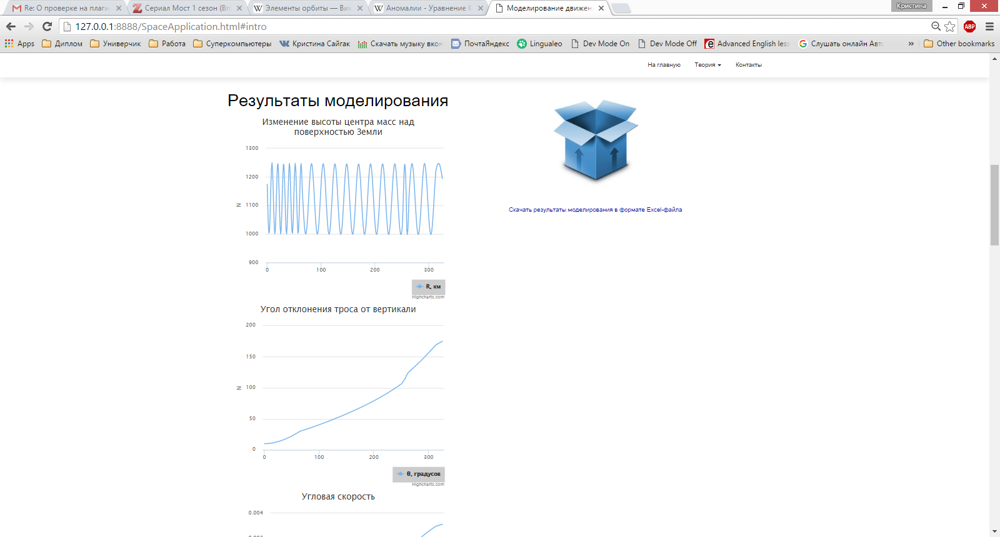 Re: О проверке на плаги
Сериал Мост 1 сезон (Bro
Элементы орбиты — Вик
Аномалии - Уравнение К
Моделирование движен
Кристина
127.0.0.1:8888/SpaceApplication.html#intro
ABP
Apps
Диплом
Универчик
Работа
Суперкомпьютеры
Кристина Сайгак
Скачать музыку вкон
ПочтаЯндекс
Lingualeo
Dev Mode On
Dev Mode Off
Advanced English less
Слушать онлайн Авто
» Other bookmarks
На главную
Теория
Контакты
Результаты моделирования
Изменение высоты центра масс над
поверхностью Земли
1300
1200
1100
1000
900
N
0 100 200 300
R, км
Highcharts.com
Скачать результаты моделирования в формате Excel-файла
Угол отклонения троса от вертикали
200
150
100
50
0
N
0 100 200 300
θ, градусов
Highcharts.com
Угловая скорость
0.004